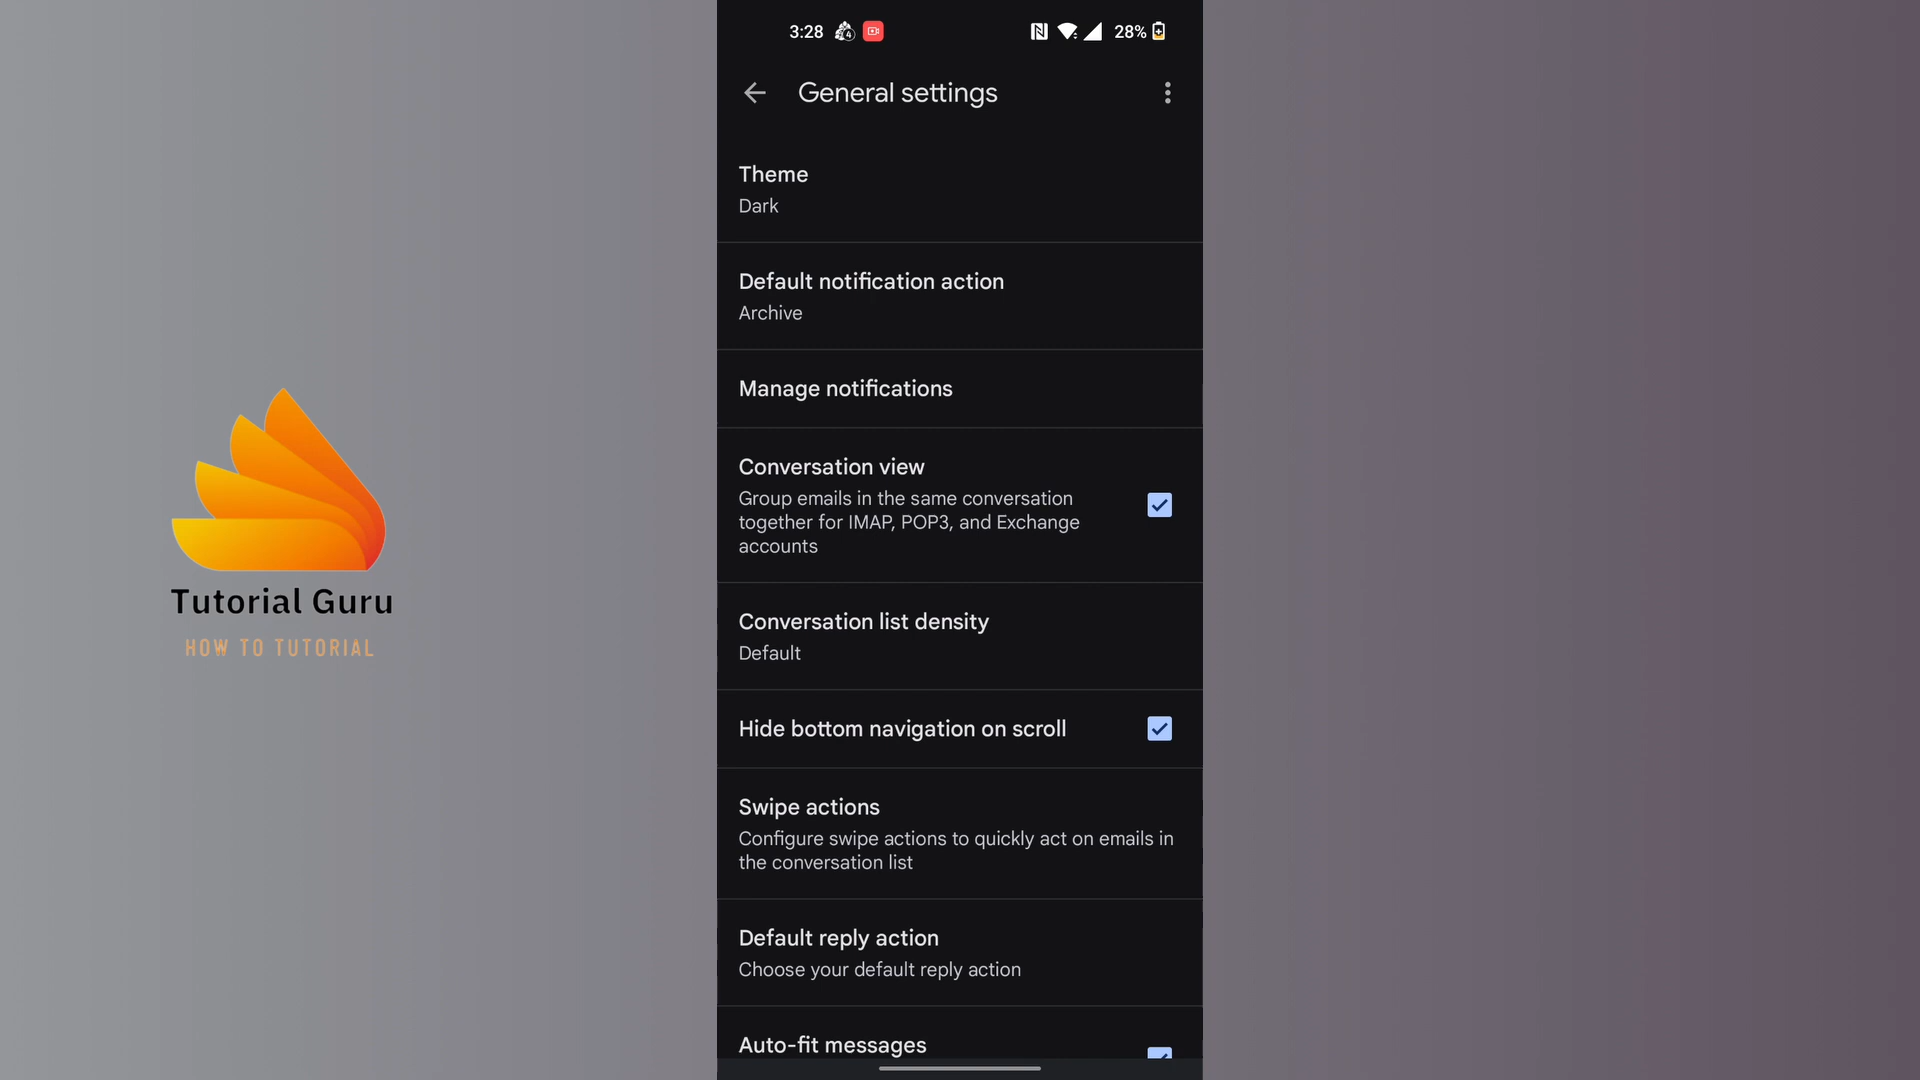 3:28
4
28%
General settings
Theme
Dark
Default notification action
Archive
Manage notifications
Conversation view
Group emails in the same conversation
together for IMAP, POP3, and Exchange
accounts
Conversation list density
Default
Hide bottom navigation on scroll
Swipe actions
Configure swipe actions to quickly act on emails in
the conversation list
Default reply action
Choose your default reply action
Auto-fit messages
Tutorial Guru
HOW TO TUTORIAL